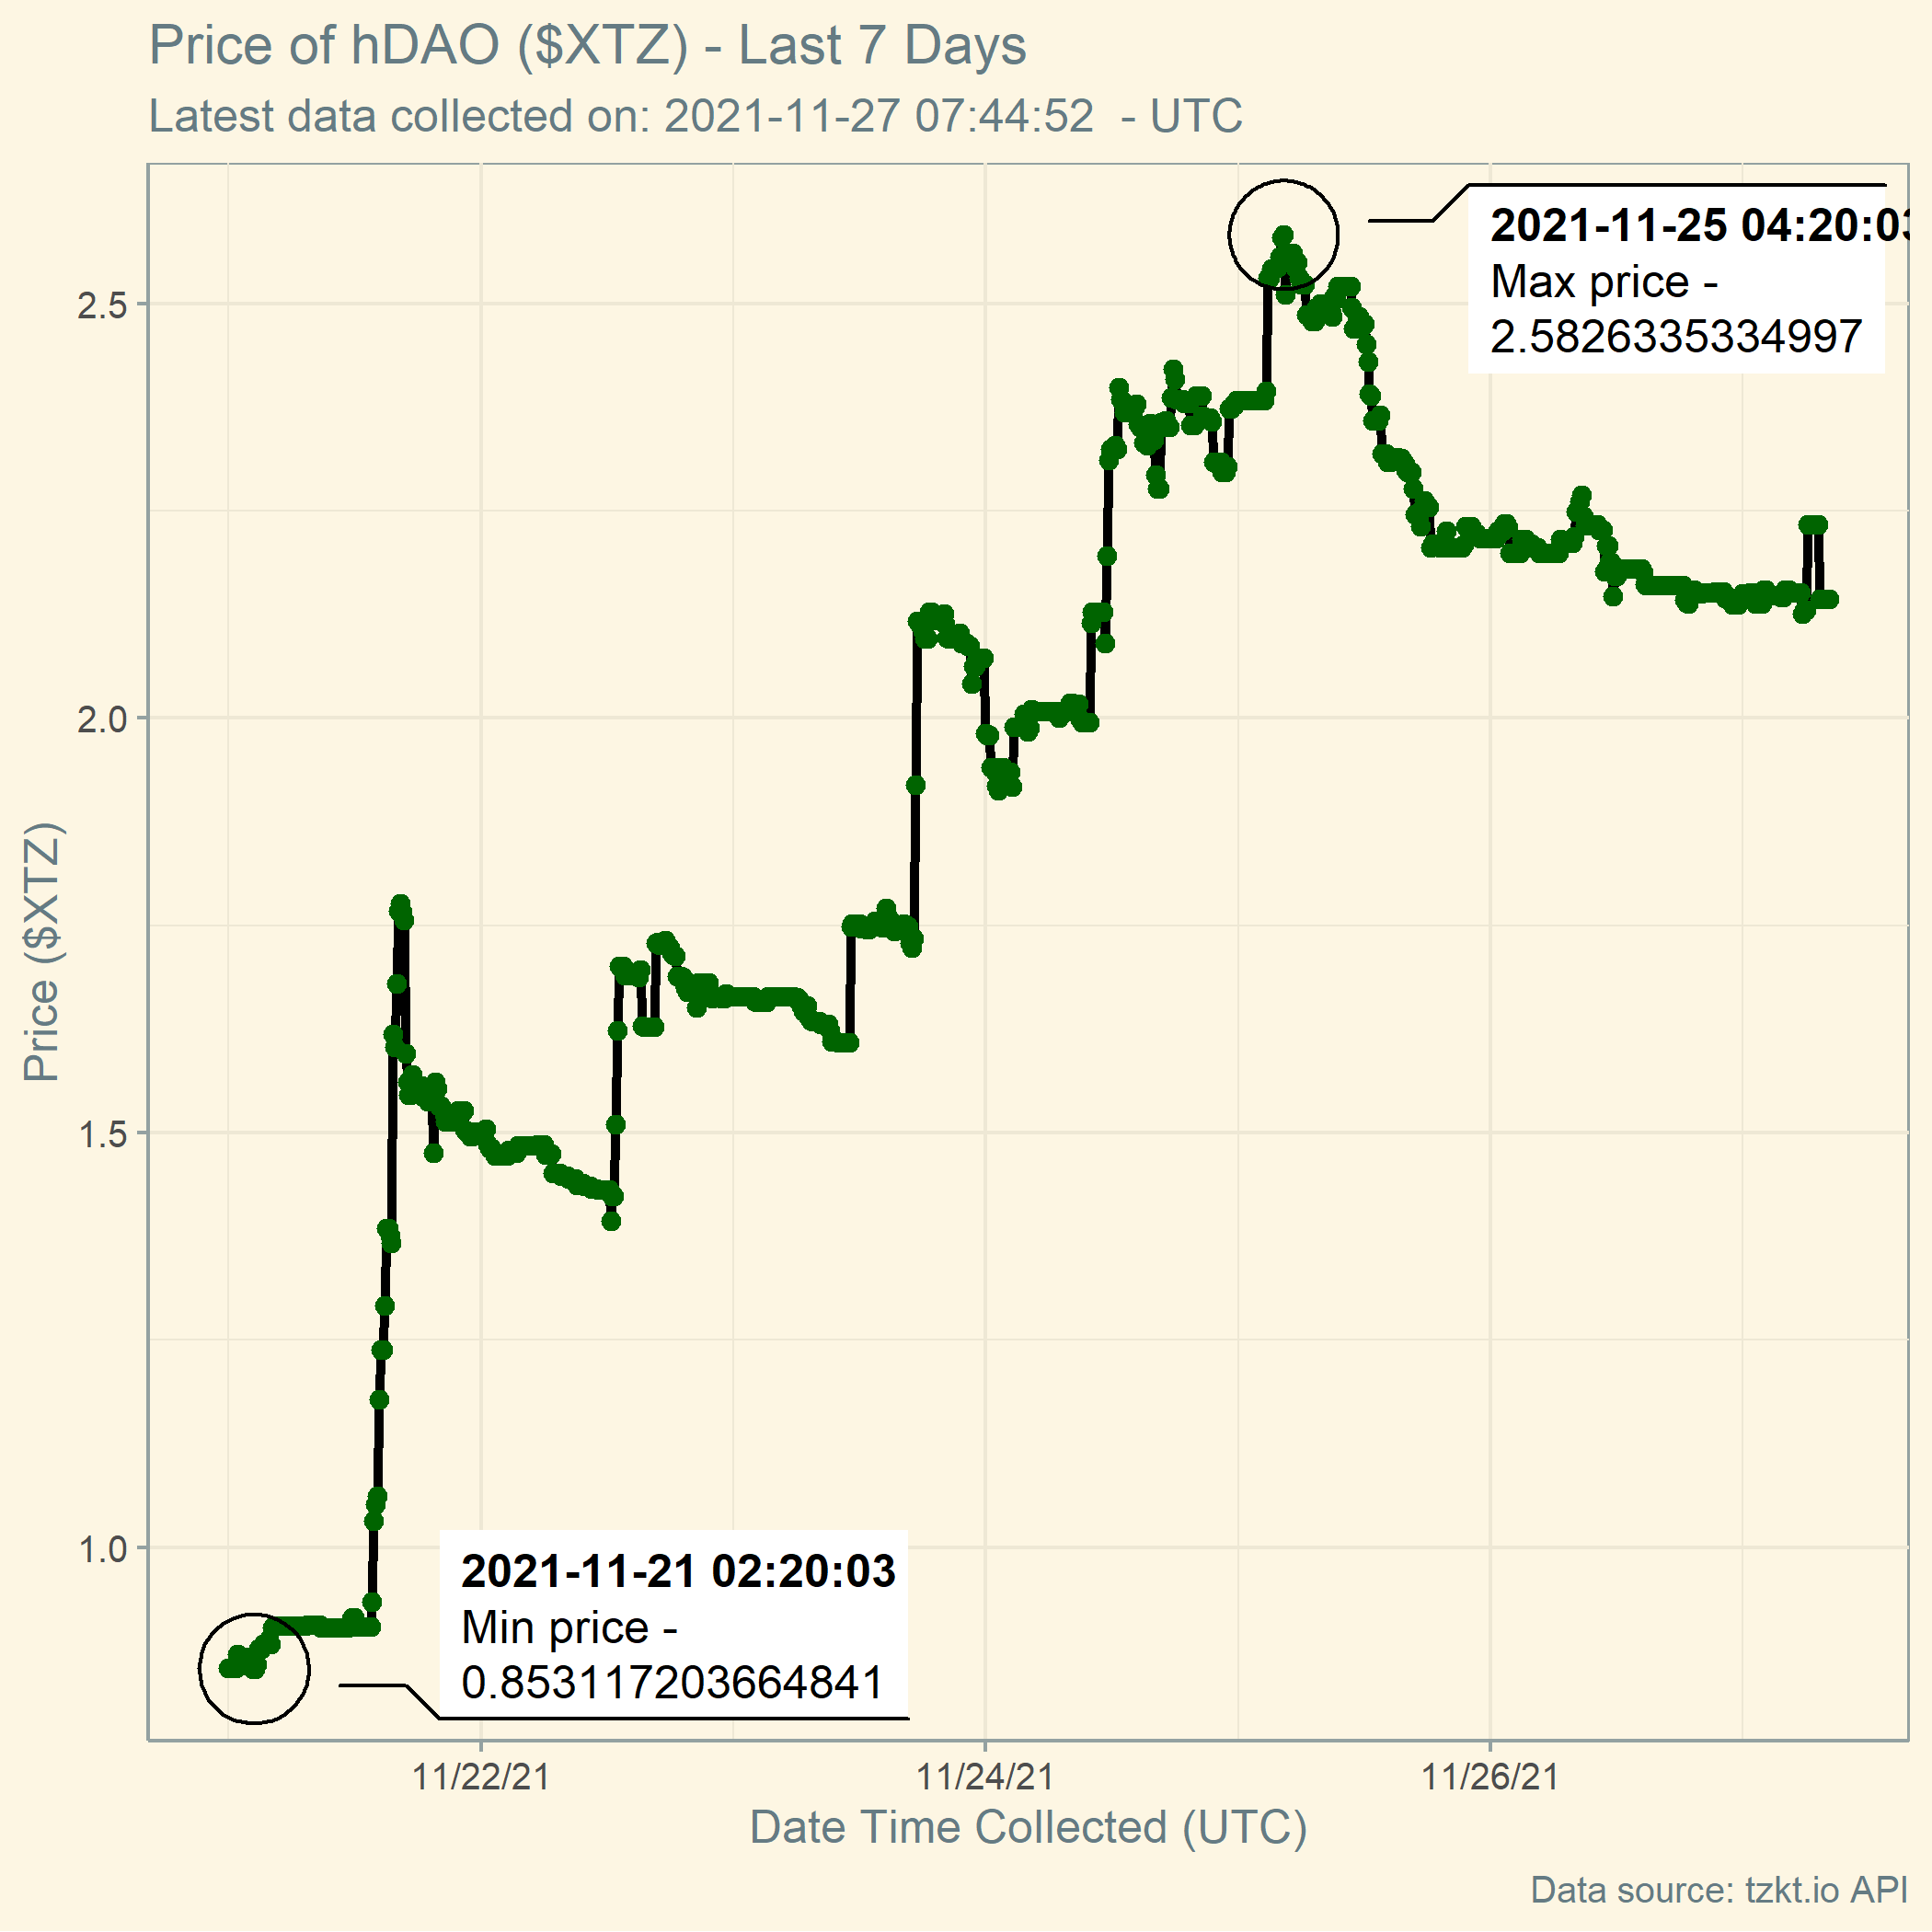 Price of hDAO ($XTZ) - Last 7 Days
Latest data collected on: 2021-11-27 07:44:52  - UTC
2021-11-25 04:20:03
Max price -
2.5826335334997
2.5
2.0
Price ($XTZ)
1.5
1.0
2021-11-21 02:20:03
Min price -
0.853117203664841
11/22/21
11/24/21
11/26/21
Date Time Collected (UTC)
Data source: tzkt.io API